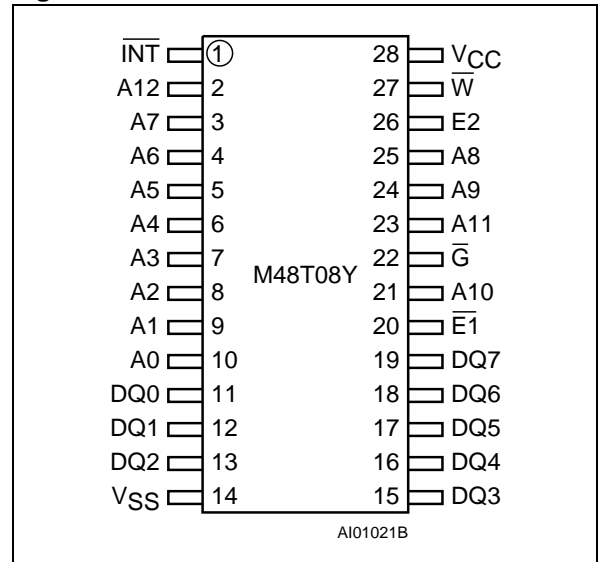 INT 1 28 VCC
A12 2 27 W
A7 3 26 E2
A6 4 25 A8
A5 5 24 A9
A4 6 23 A11
A3 7 22 G
M48T08Y
A2 8 21 A10
A1 9 20 E1
A0 10 19 DQ7
DQ0 11 18 DQ6
DQ1 12 17 DQ5
DQ2 13 16 DQ4
VSS 14 15 DQ3
AI01021B